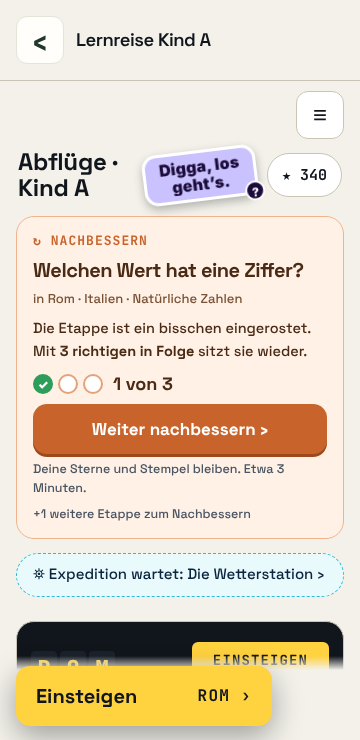 <
Lernreise Kind A
≡
Abflüge ·
Kind A
Digga, los
geht's.
?
★ 340
↻ NACHBESSERN
Welchen Wert hat eine Ziffer?
in Rom · Italien · Natürliche Zahlen
Die Etappe ist ein bisschen eingerostet.
Mit 3 richtigen in Folge sitzt sie wieder.
✓ 1 von 3
Weiter nachbessern >
Deine Sterne und Stempel bleiben. Etwa 3
Minuten.
+1 weitere Etappe zum Nachbessern
Expedition wartet: Die Wetterstation >
ROM
EINSTEIGEN
Einsteigen ROM ›